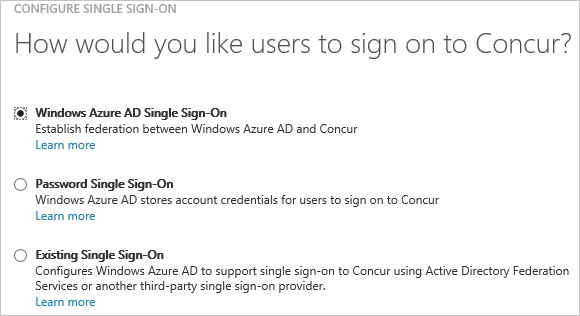 CONFIGURE SINGLE SIGN-ON
How would you like users to sign on to Concur?
Windows Azure AD Single Sign-On
Establish federation between Windows Azure AD and Concur
Learn more
Password Single Sign-On
Windows Azure AD stores account credentials for users to sign on to Concur
Learn more
Existing Single Sign-On
Configures Windows Azure AD to support single sign-on to Concur using Active Directory Federation
Services or another third-party single sign-on provider.
Learn more